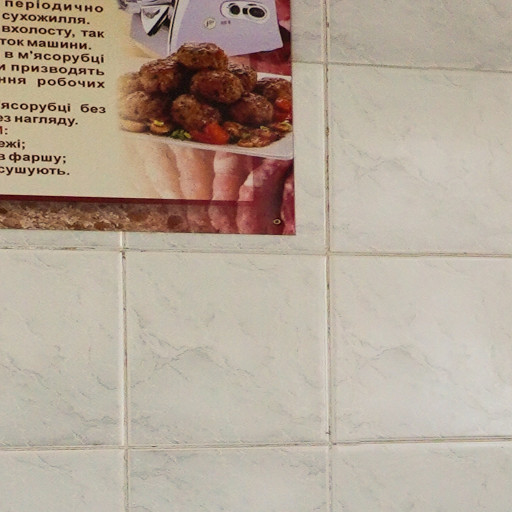 періодично
сухожилля.
вхолосту, так
ток машини.
в м'ясорубці
и призводять
ння робочих
ясорубці без
ез нагляду.
ежі;
в фаршу;
сушують.